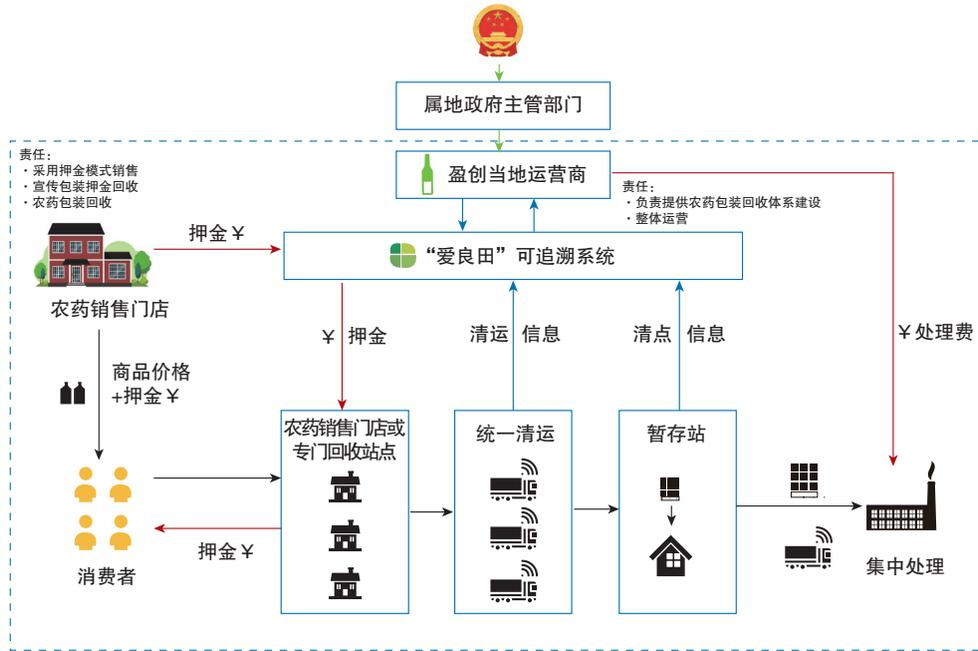 属地政府主管部门
责任：
·采用押金模式销售
·宣传包装押金回收
·农药包装回收
盈创当地运营商
责任：
·负责提供农药包装回收体系建设
·整体运营
押金￥
“爱良田”可追溯系统
农药销售门店
￥ 押金
清运 信息
清点 信息
￥处理费
商品价格
+押金￥
农药销售门店或
专门回收站点
统一清运
暂存站
押金￥
消费者
集中处理